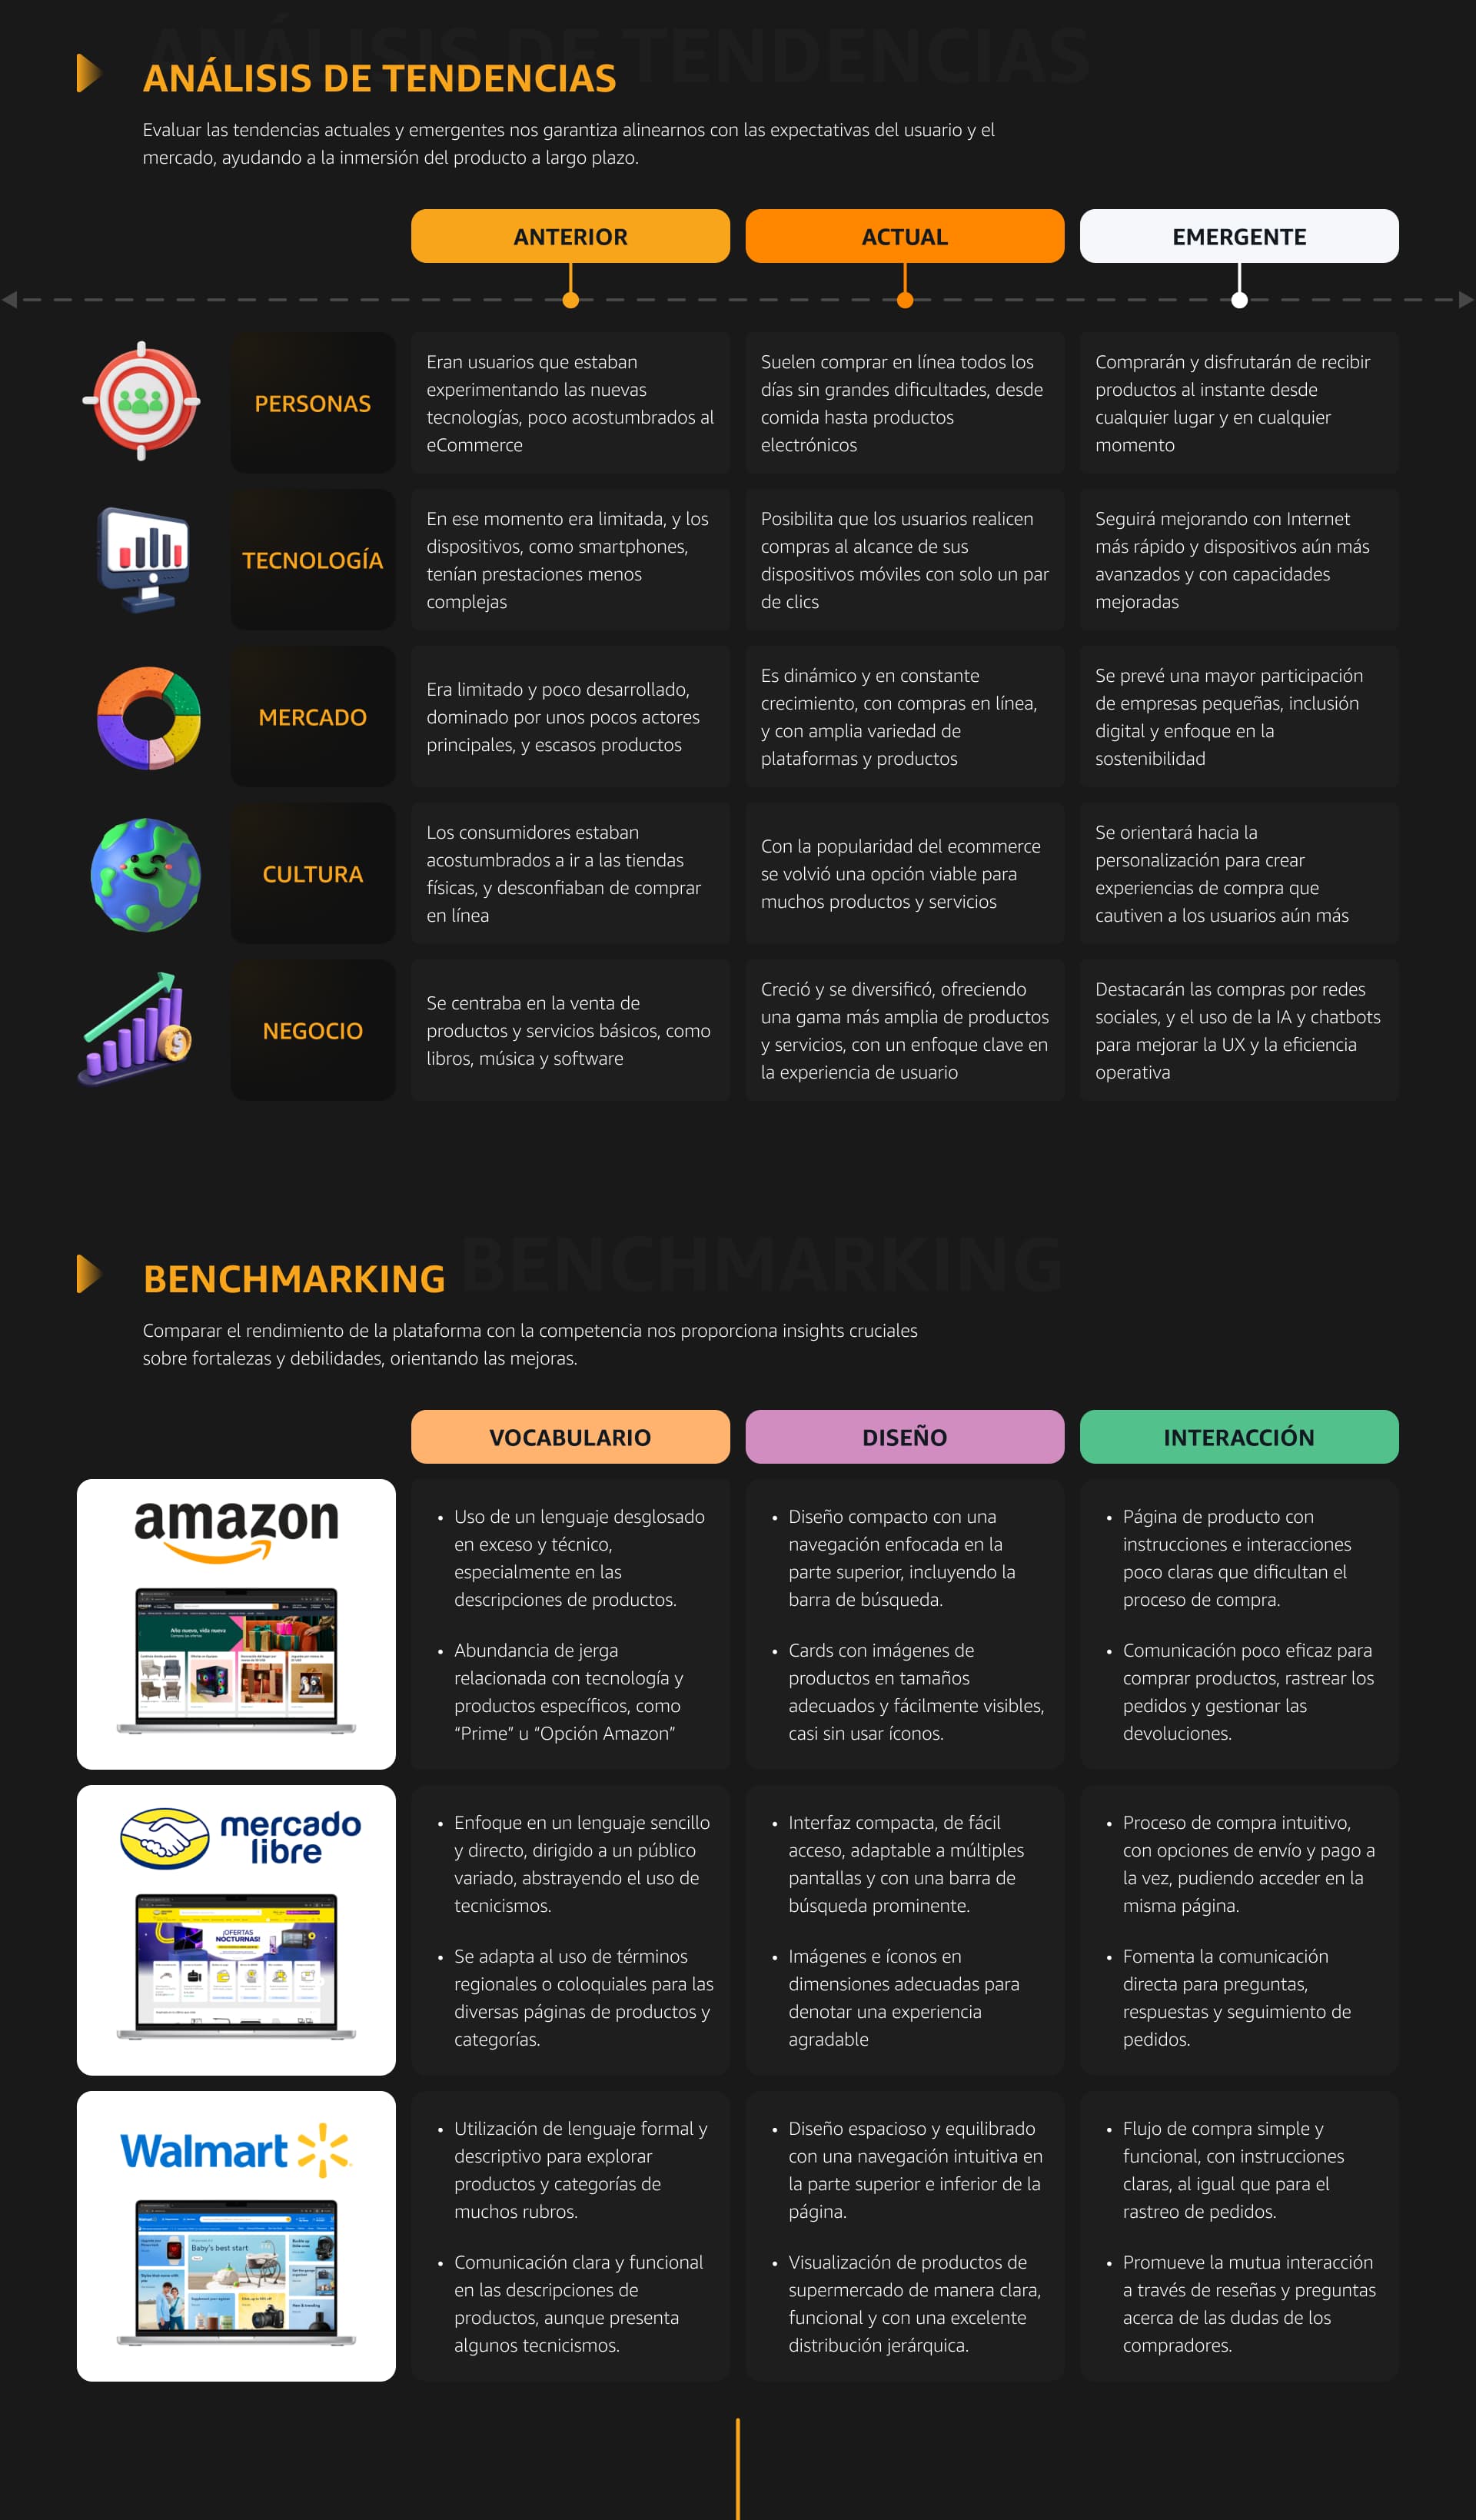 ANÁLISIS DE TENDENCIAS
ANÁLISIS DE TENDENCIAS
Evaluar las tendencias actuales y emergentes nos garantiza alinearnos con las expectativas del usuario y el
mercado, ayudando a la inmersión del producto a largo plazo.
ANTERIOR
ACTUAL
EMERGENTE
PERSONAS
Eran usuarios que estaban
experimentando las nuevas
tecnologías, poco acostumbrados al
eCommerce
Suelen comprar en línea todos los
días sin grandes dificultades, desde
comida hasta productos
electrónicos
Comprarán y disfrutarán de recibir
productos al instante desde
cualquier lugar y en cualquier
momento
TECNOLOGÍA
En ese momento era limitada, y los
dispositivos, como smartphones,
tenían prestaciones menos
complejas
Posibilita que los usuarios realicen
compras al alcance de sus
dispositivos móviles con solo un par
de clics
Seguirá mejorando con Internet
más rápido y dispositivos aún más
avanzados y con capacidades
mejoradas
MERCADO
Era limitado y poco desarrollado,
dominado por unos pocos actores
principales, y escasos productos
Es dinámico y en constante
crecimiento, con compras en línea,
y con amplia variedad de
plataformas y productos
Se prevé una mayor participación
de empresas pequeñas, inclusión
digital y enfoque en la
sostenibilidad
CULTURA
Los consumidores estaban
acostumbrados a ir a las tiendas
físicas, y desconfiaban de comprar
en línea
Con la popularidad del ecommerce
se volvió una opción viable para
muchos productos y servicios
Se orientará hacia la
personalización para crear
experiencias de compra que
cautiven a los usuarios aún más
NEGOCIO
Se centraba en la venta de
productos y servicios básicos, como
libros, música y software
Creció y se diversificó, ofreciendo
una gama más amplia de productos
y servicios, con un enfoque clave en
la experiencia de usuario
Destacarán las compras por redes
sociales, y el uso de la IA y chatbots
para mejorar la UX y la eficiencia
operativa
BENCHMARKING
BENCHMARKING
Comparar el rendimiento de la plataforma con la competencia nos proporciona insights cruciales
sobre fortalezas y debilidades, orientando las mejoras.
VOCABULARIO
DISEÑO
INTERACCIÓN
amazon
Año nuevo, vida nueva
• Uso de un lenguaje desglosado
en exceso y técnico,
especialmente en las
descripciones de productos.
• Abundancia de jerga
relacionada con tecnología y
productos específicos, como
“Prime” u “Opción Amazon”
• Diseño compacto con una
navegación enfocada en la
parte superior, incluyendo la
barra de búsqueda.
• Cards con imágenes de
productos en tamaños
adecuados y fácilmente visibles,
casi sin usar íconos.
• Página de producto con
instrucciones e interacciones
poco claras que dificultan el
proceso de compra.
• Comunicación poco eficaz para
comprar productos, rastrear los
pedidos y gestionar las
devoluciones.
mercado
libre
¡OFERTAS
NOCTURNAS!
• Enfoque en un lenguaje sencillo
y directo, dirigido a un público
variado, abstrayendo el uso de
tecnicismos.
• Se adapta al uso de términos
regionales o coloquiales para las
diversas páginas de productos y
categorías.
• Interfaz compacta, de fácil
acceso, adaptable a múltiples
pantallas y con una barra de
búsqueda prominente.
• Imágenes e íconos en
dimensiones adecuadas para
denotar una experiencia
agradable
• Proceso de compra intuitivo,
con opciones de envío y pago a
la vez, pudiendo acceder en la
misma página.
• Fomenta la comunicación
directa para preguntas,
respuestas y seguimiento de
pedidos.
Walmart
Baby's best start
• Utilización de lenguaje formal y
descriptivo para explorar
productos y categorías de
muchos rubros.
• Comunicación clara y funcional
en las descripciones de
productos, aunque presenta
algunos tecnicismos.
• Diseño espacioso y equilibrado
con una navegación intuitiva en
la parte superior e inferior de la
página.
• Visualización de productos de
supermercado de manera clara,
funcional y con una excelente
distribución jerárquica.
• Flujo de compra simple y
funcional, con instrucciones
claras, al igual que para el
rastreo de pedidos.
• Promueve la mutua interacción
a través de reseñas y preguntas
acerca de las dudas de los
compradores.